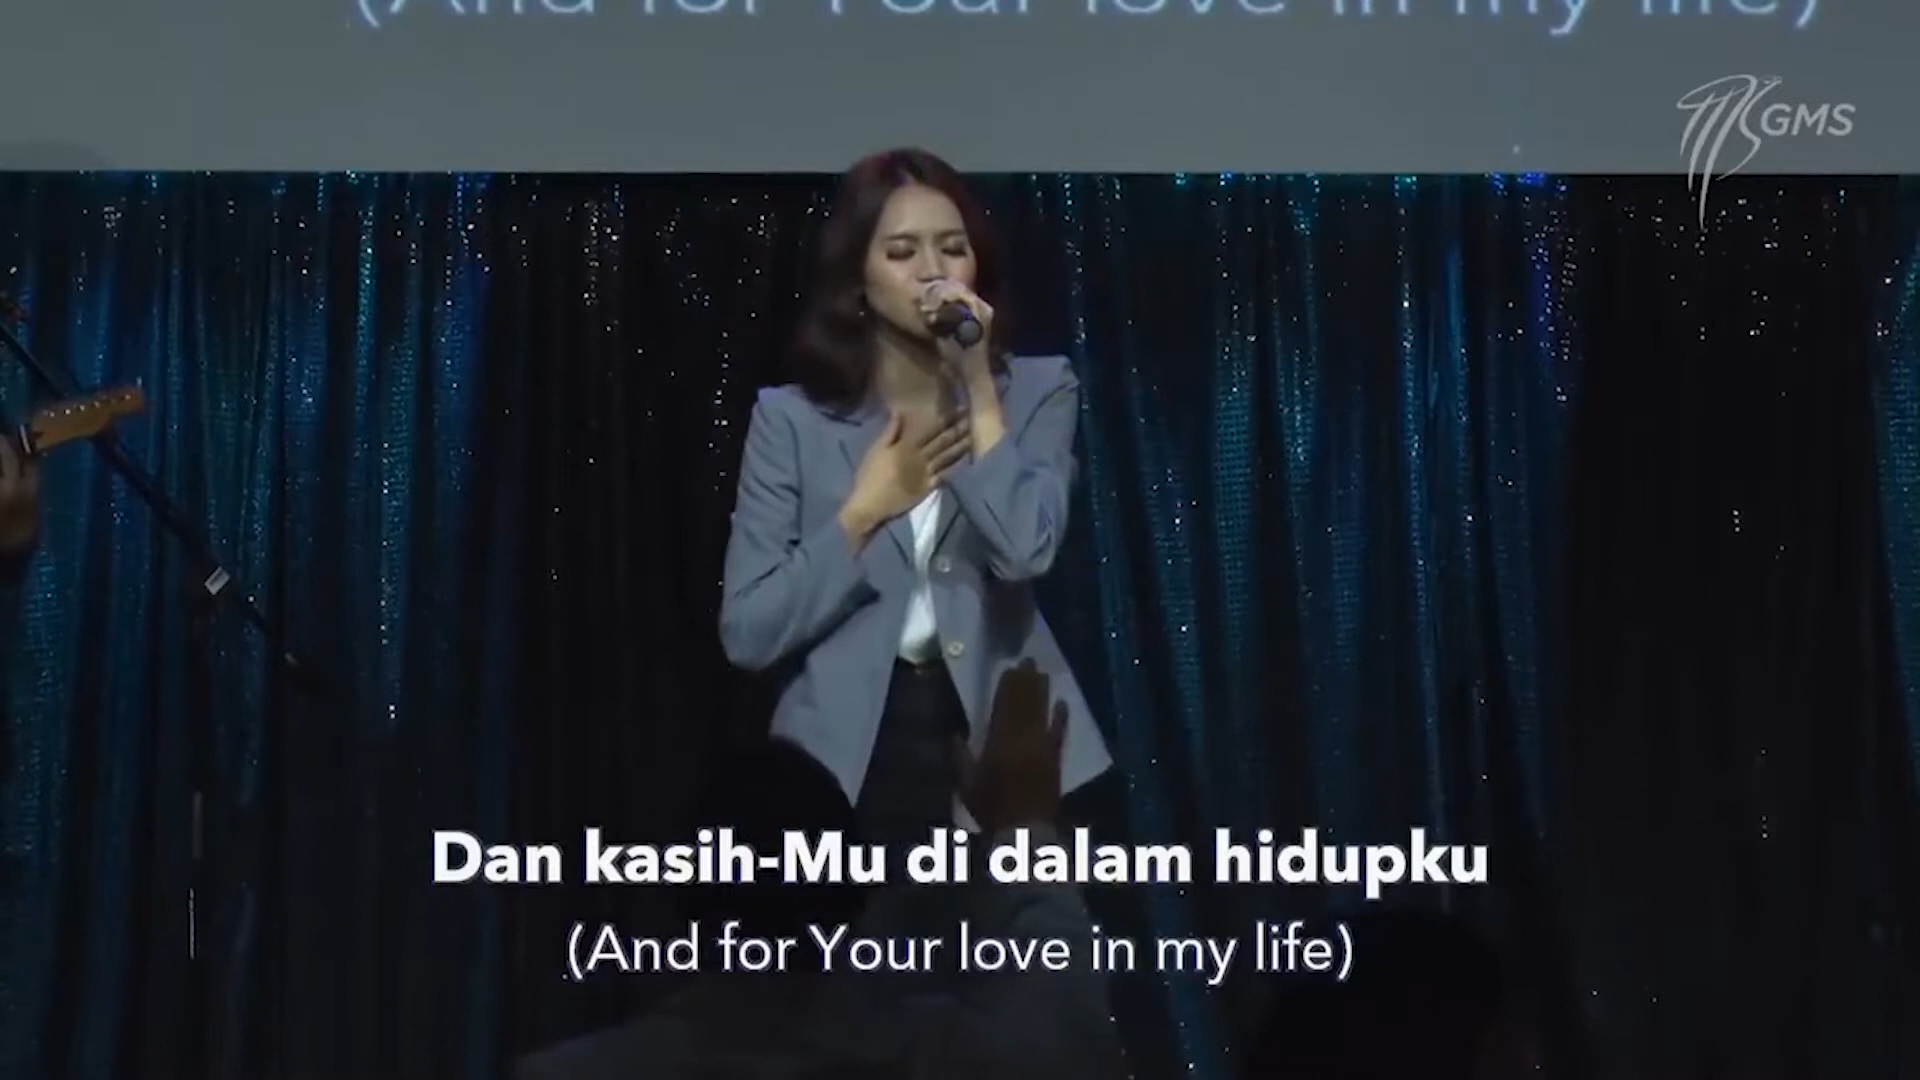 (And for Your love in my life)
GMS
Dan kasih-Mu di dalam hidupku
(And for Your love in my life)